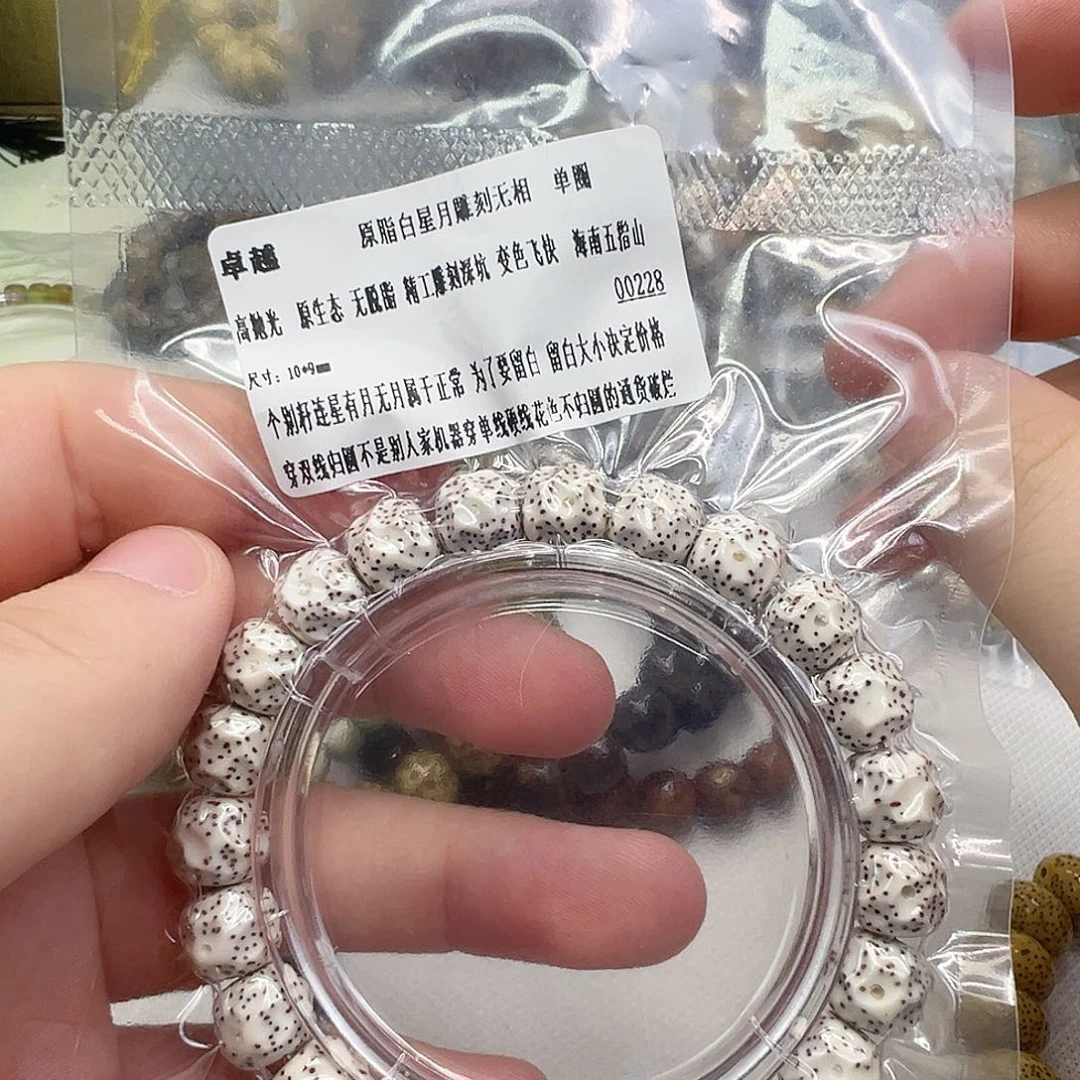 原脂白星月雕刻无相 单圈
卓越
高抛光 原生态 无脱脂 精工雕刻深坑 变色飞快 海南五指山
00228
尺寸：10*9mm
个别籽连星有月无月属于正常 为了要留白 留白大小决定价格
穿双线归圆不是别人家机器穿单线硬线花色不归圆的通货破烂